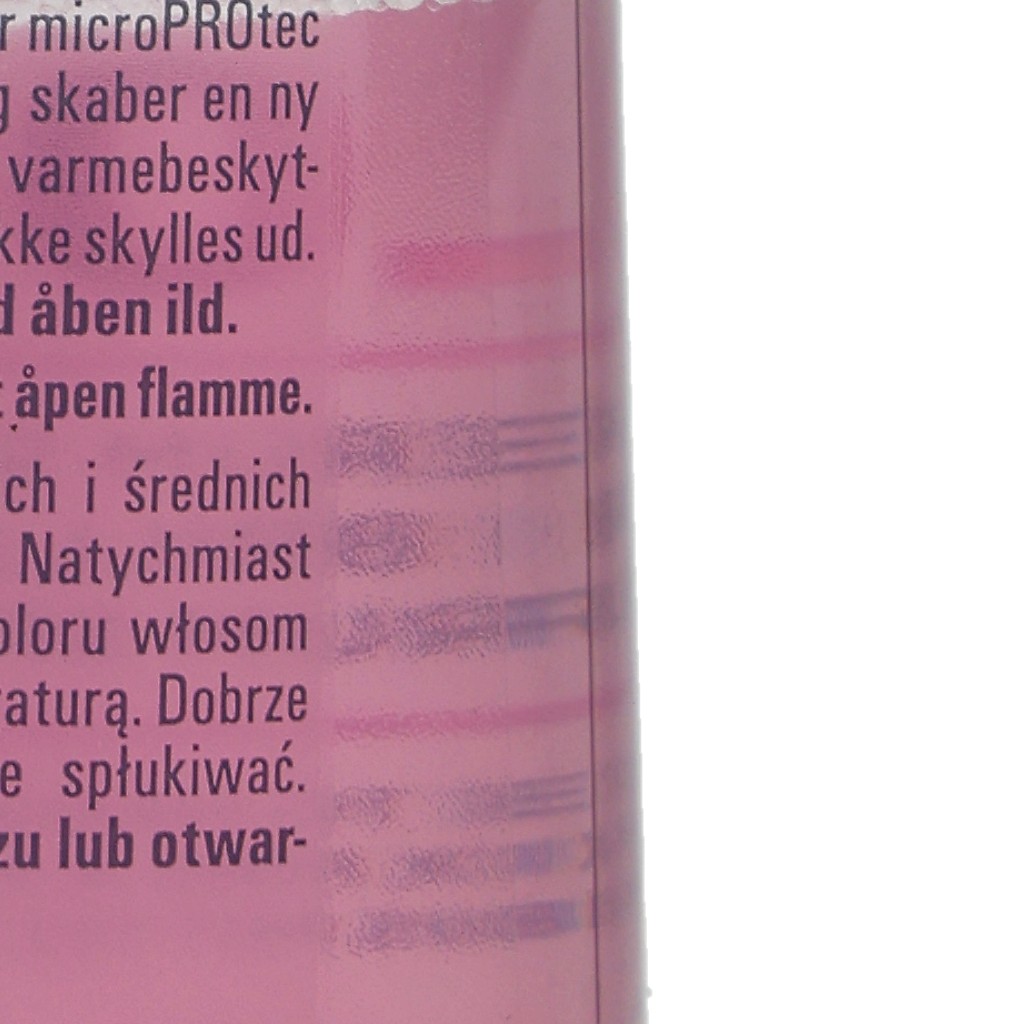 r microPROtec
g skaber en ny
varmebeskyt-
kke skylles ud.
d åben ild.
t åpen flamme.
ch i średnich
Natychmiast
oloru włosom
raturą. Dobrze
e spłukiwać.
zu lub otwar-